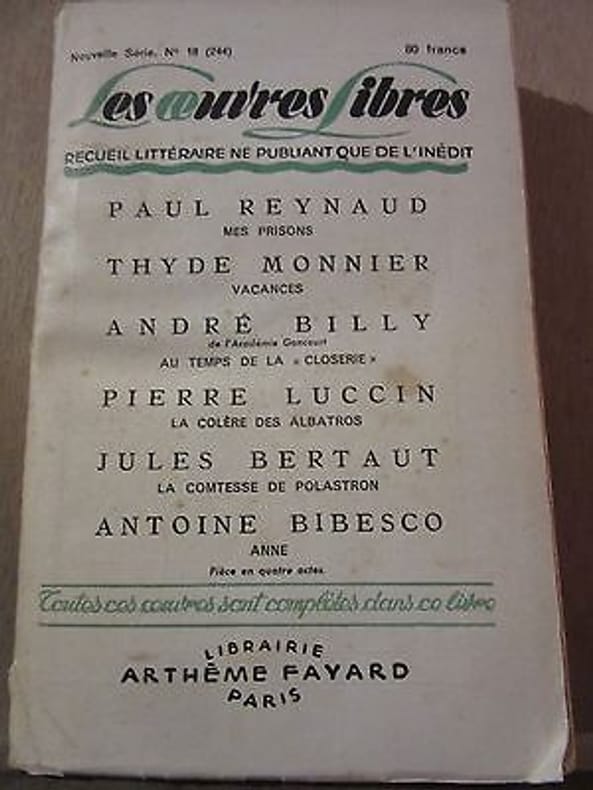 Nouvelle Série, Nº 18 (244) 80 francs
Les œuvres Libres
RECUEIL LITTÉRAIRE NE PUBLIANT QUE DE L'INÉDIT
PAUL REYNAUD
MES PRISONS
THYDE MONNIER
VACANCES
ANDRÉ BILLY
de l'Académie Goncourt
AU TEMPS DE LA « CLOSERIE »
PIERRE LUCCIN
LA COLÈRE DES ALBATROS
JULES BERTAUT
LA COMTESSE DE POLASTRON
ANTOINE BIBESCO
ANNE
Pièce en quatre actes.
Toutes ces œuvres sont complètes dans ce livre
LIBRAIRIE
ARTHÈME FAYARD
PARIS